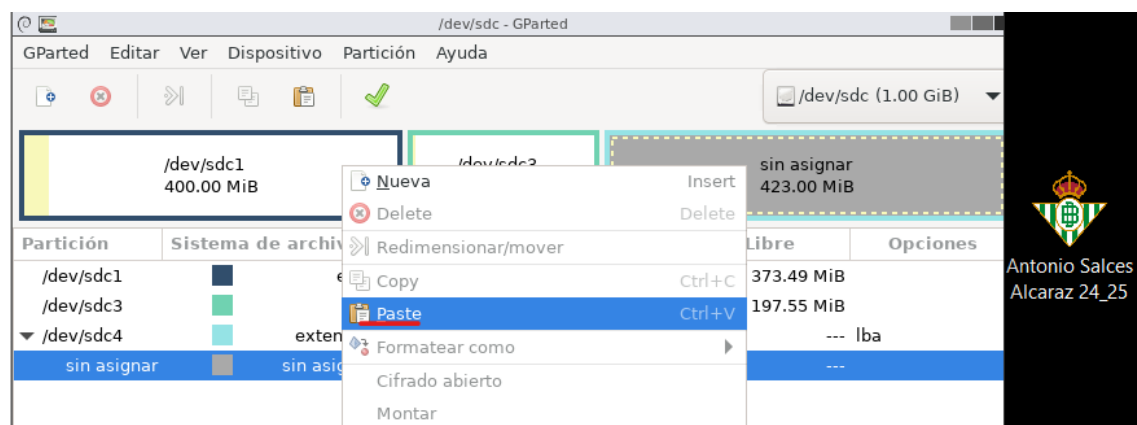 /dev/sdc - GParted
GParted Editar Ver Dispositivo Partición Ayuda
/dev/sdc (1.00 GiB)
/dev/sdc1
400.00 MiB
/dev/sdc3
sin asignar
423.00 MiB
Nueva Insert
Delete Delete
Redimensionar/mover
Copy Ctrl+C
Paste Ctrl+V
Formatear como
Cifrado abierto
Montar
Partición Sistema de archiv Libre Opciones
/dev/sdc1 e 373.49 MiB
/dev/sdc3 197.55 MiB
/dev/sdc4 exten --- lba
sin asignar sin asig ---
Antonio Salces
Alcaraz 24_25